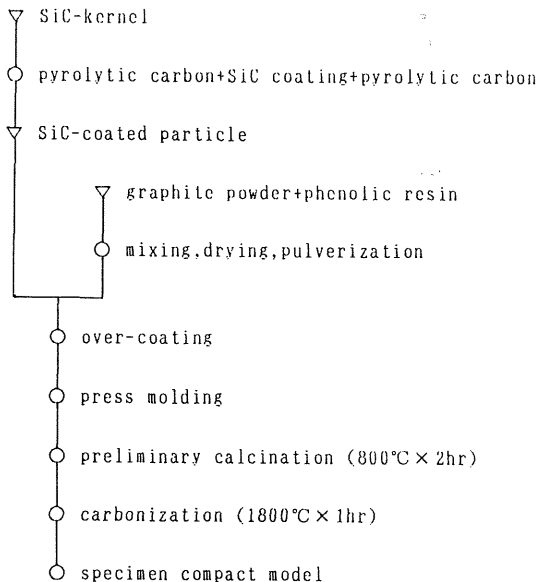 SiC-kernel
pyrolytic carbon+SiC coating+pyrolytic carbon
SiC-coated particle
graphite powder+phenolic resin
mixing,drying,pulverization
over-coating
press molding
preliminary calcination (800℃×2hr)
carbonization (1800℃×1hr)
specimen compact model